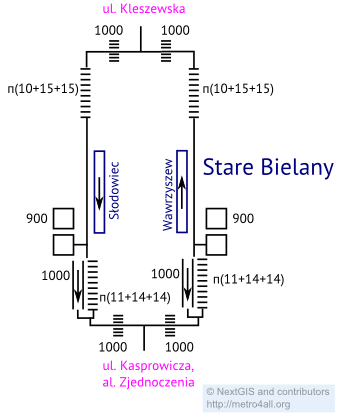 ul. Kleszewska
1000 1000
п(10+15+15) п(10+15+15)
Słodowiec
Wawrzyszew
Stare Bielany
900 900
1000 1000
п(11+14+14) п(11+14+14)
1000 1000
ul. Kasprowicza,
al. Zjednoczenia
© NextGIS and contributors
http://metro4all.org